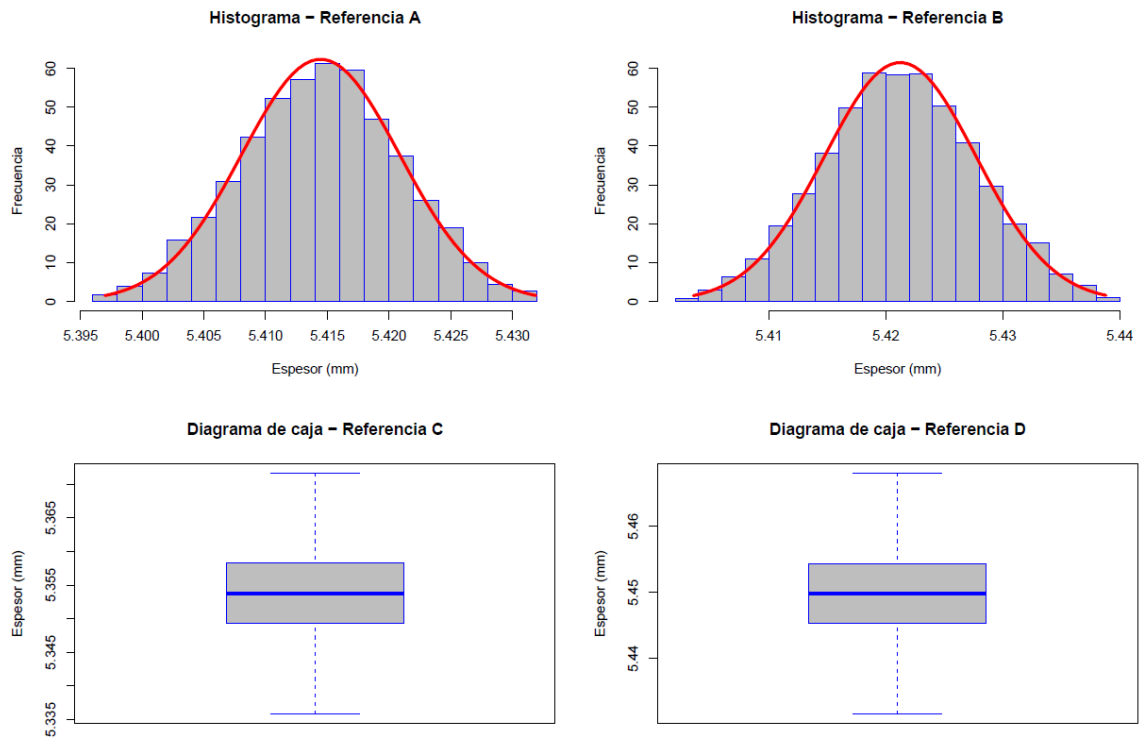 Histograma − Referencia A
Frecuencia
60
50
40
30
20
10
0
5.395 5.400 5.405 5.410 5.415 5.420 5.425 5.430
Espesor (mm)
Histograma − Referencia B
Frecuencia
60
50
40
30
20
10
0
5.41 5.42 5.43 5.44
Espesor (mm)
Diagrama de caja − Referencia C
Espesor (mm)
5.365
5.355
5.345
5.335
Diagrama de caja − Referencia D
Espesor (mm)
5.46
5.45
5.44